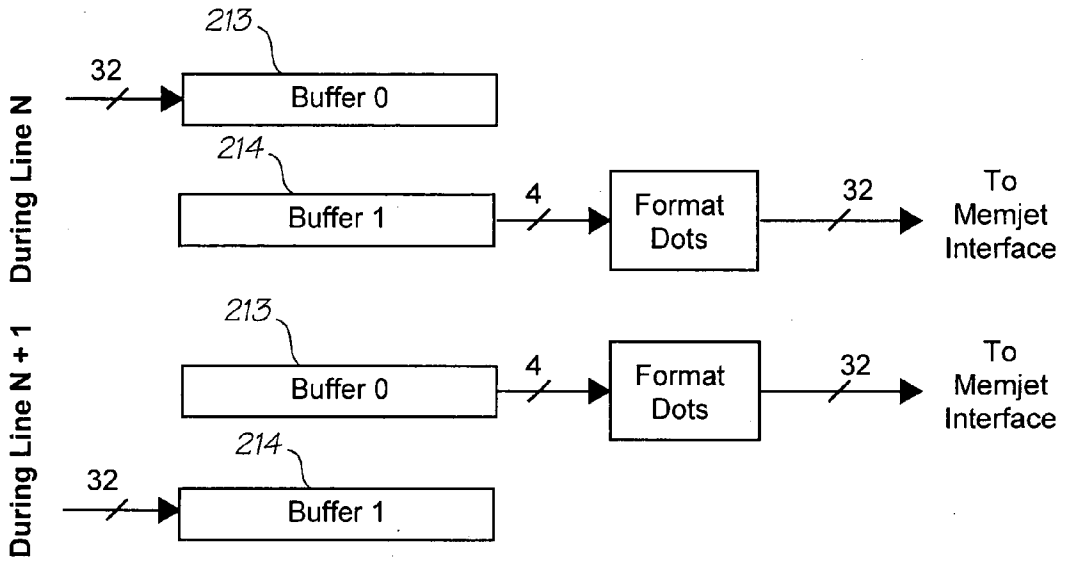 During Line N
213
32
Buffer 0
214
Buffer 1
4
Format
Dots
32
To
Memjet
Interface
During Line N + 1
213
Buffer 0
4
Format
Dots
32
To
Memjet
Interface
214
32
Buffer 1